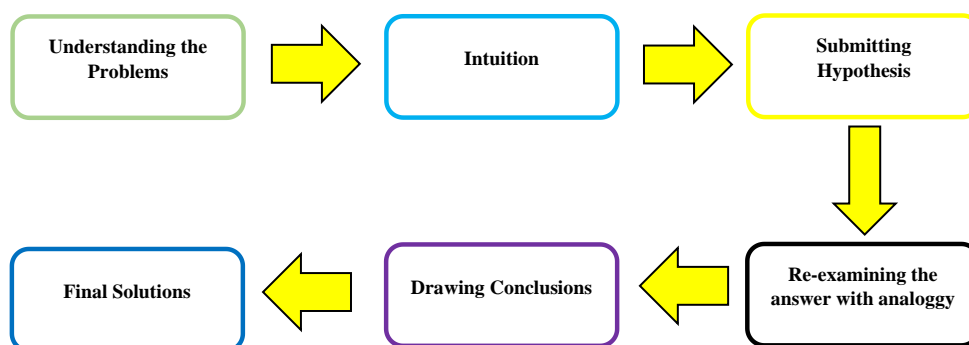 Understanding the
Problems
Intuition
Submitting
Hypothesis
Re-examining the
answer with analoggy
Drawing Conclusions
Final Solutions